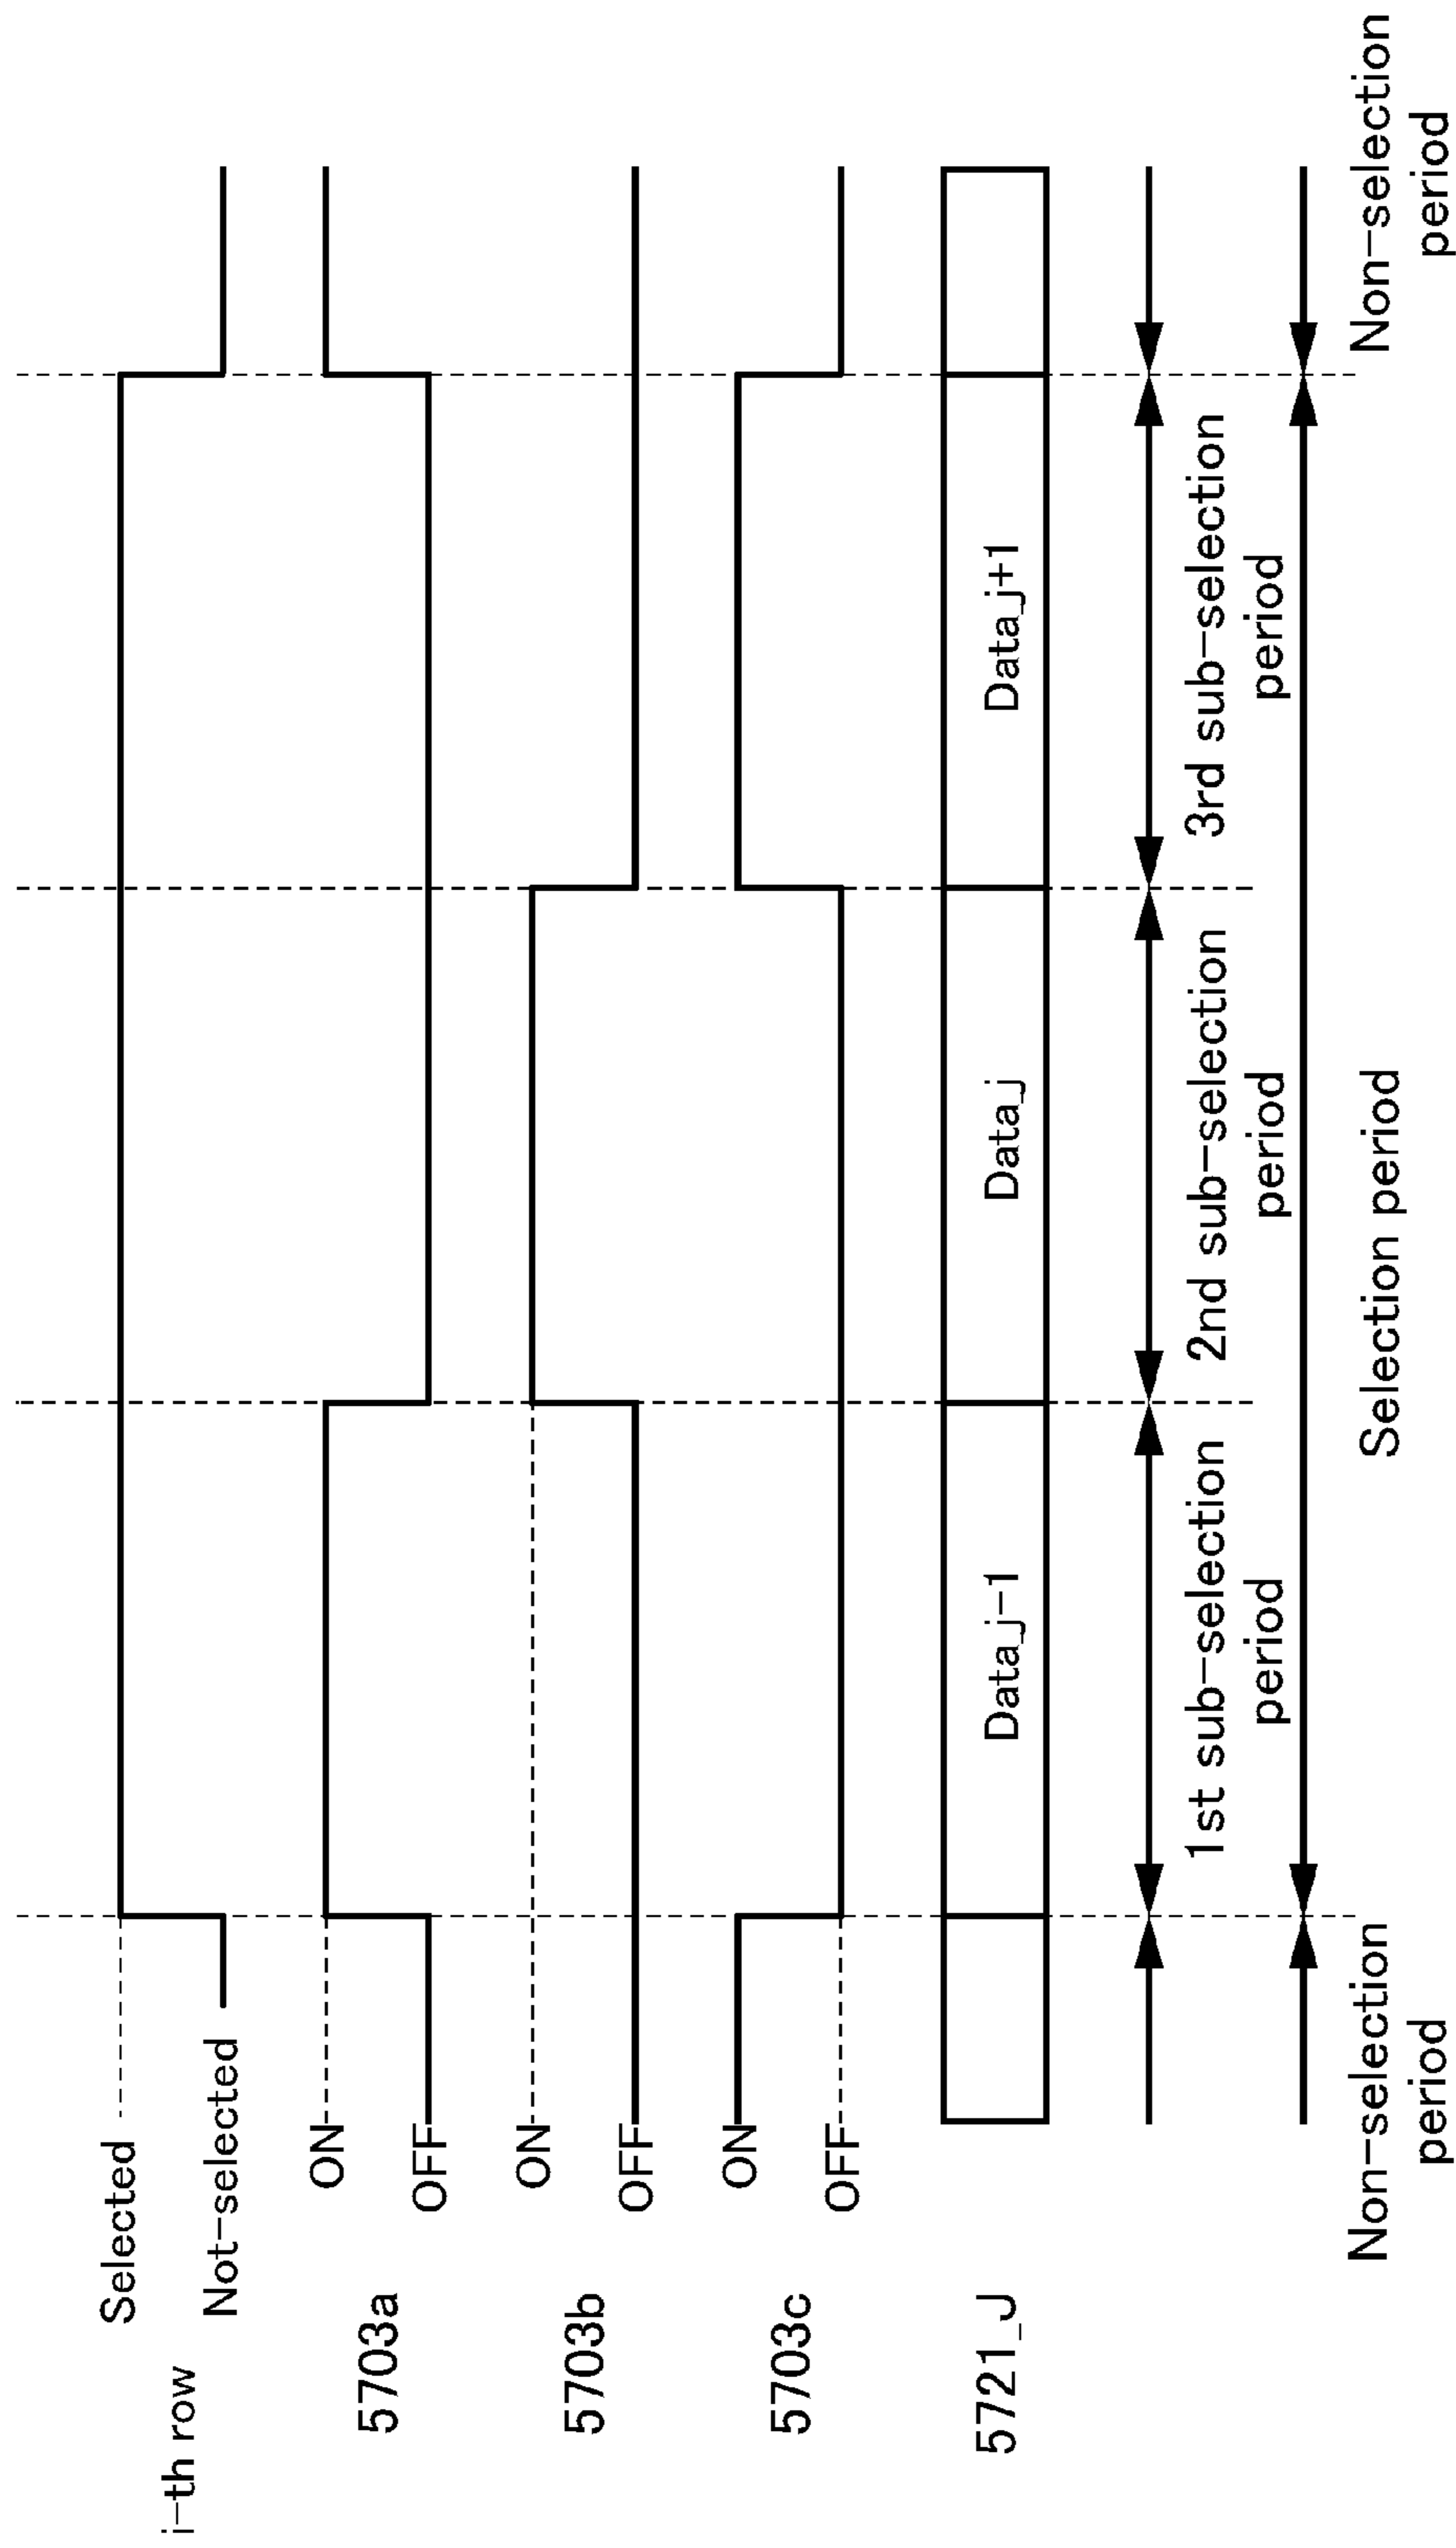 i-th row
Selected
Not-selected
5703a
ON
OFF
5703b
ON
OFF
5703c
ON
OFF
5721_J
Data_j-1
Data_j
Data_j+1
1st sub-selection
period
2nd sub-selection
period
3rd sub-selection
period
Non-selection
period
Selection period
Non-selection
period